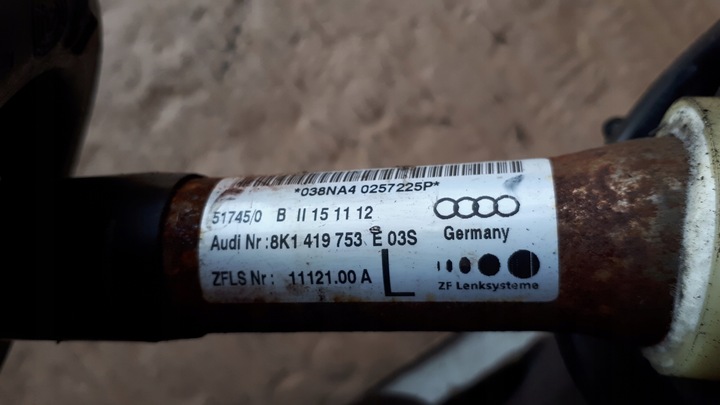 *038NA4 0257225P*
51745/0 B II 15 11 12
Audi Nr :8K1 419 753 E 03S
Germany
ZFLS Nr : 11121.00 A
L
ZF Lenksysteme